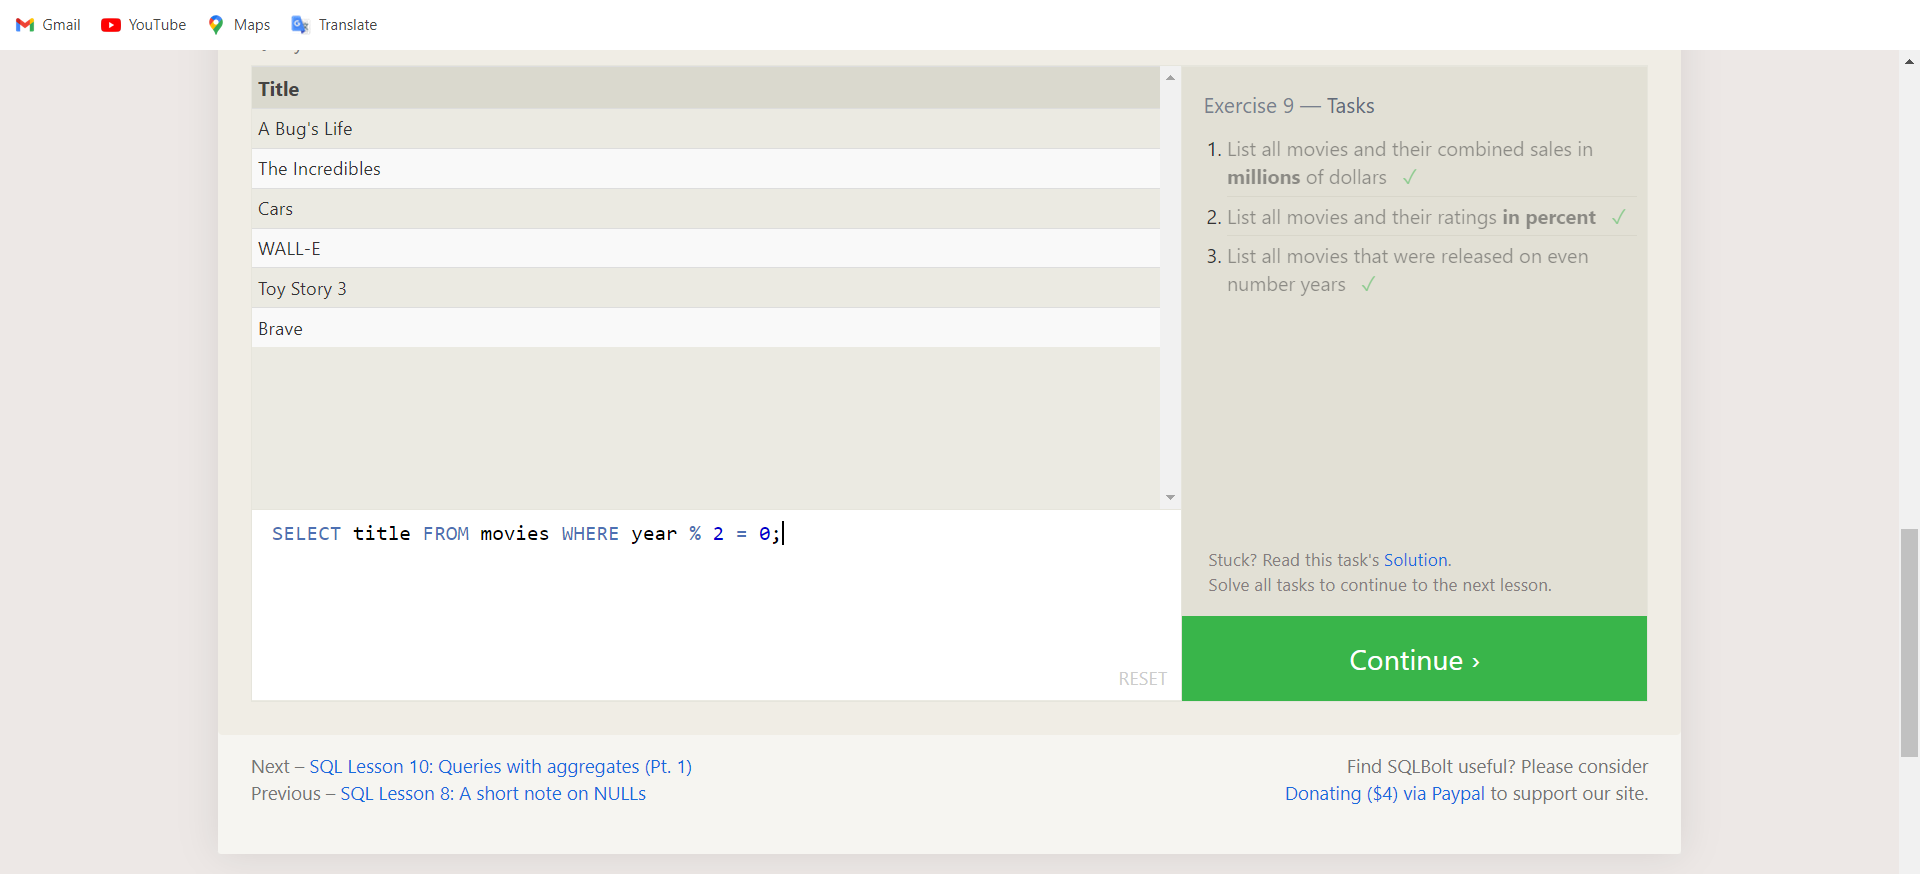 Gmail YouTube Maps Translate
Title
A Bug's Life
The Incredibles
Cars
WALL-E
Toy Story 3
Brave
SELECT title FROM movies WHERE year % 2 = 0;
RESET
Exercise 9 — Tasks
1. List all movies and their combined sales in
millions of dollars ✓
2. List all movies and their ratings in percent ✓
3. List all movies that were released on even
number years ✓
Stuck? Read this task's Solution.
Solve all tasks to continue to the next lesson.
Continue ›
Next – SQL Lesson 10: Queries with aggregates (Pt. 1)
Previous – SQL Lesson 8: A short note on NULLs
Find SQLBolt useful? Please consider
Donating ($4) via Paypal to support our site.